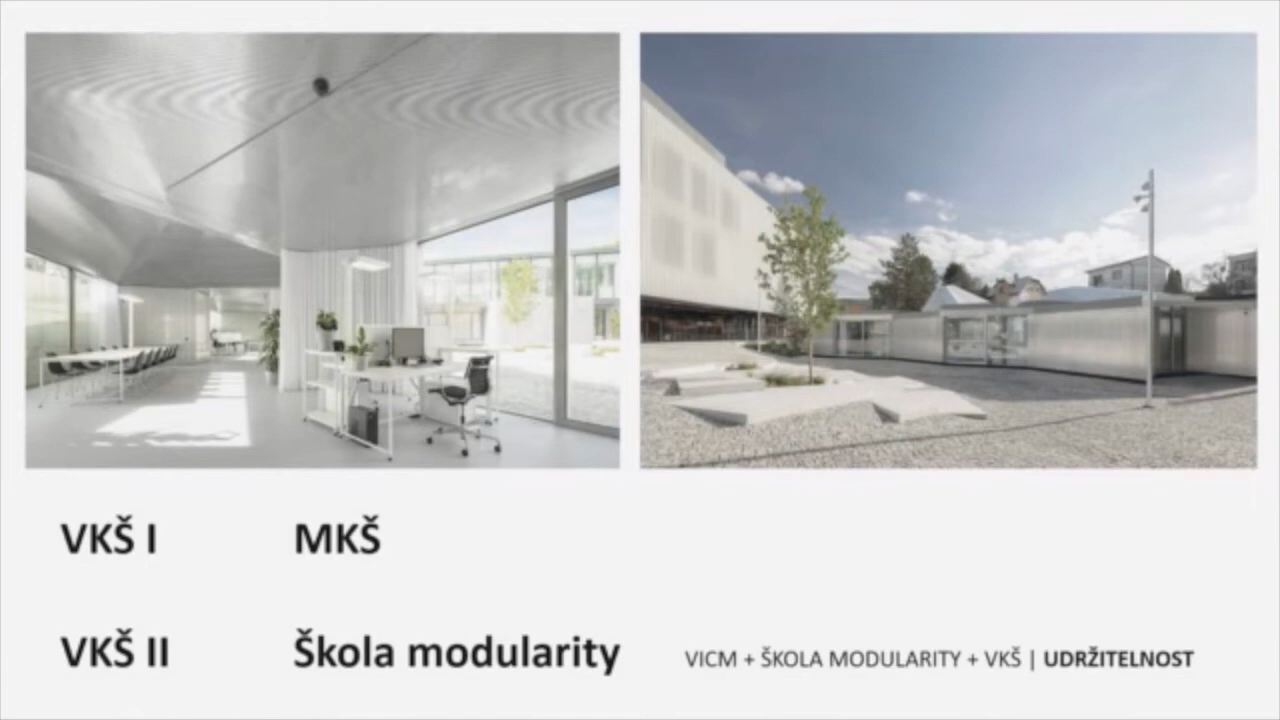 VKŠ I
MKŠ
VKŠ II
Škola modularity
VICM + ŠKOLA MODULARITY + VKŠ | UDRŽITELNOST